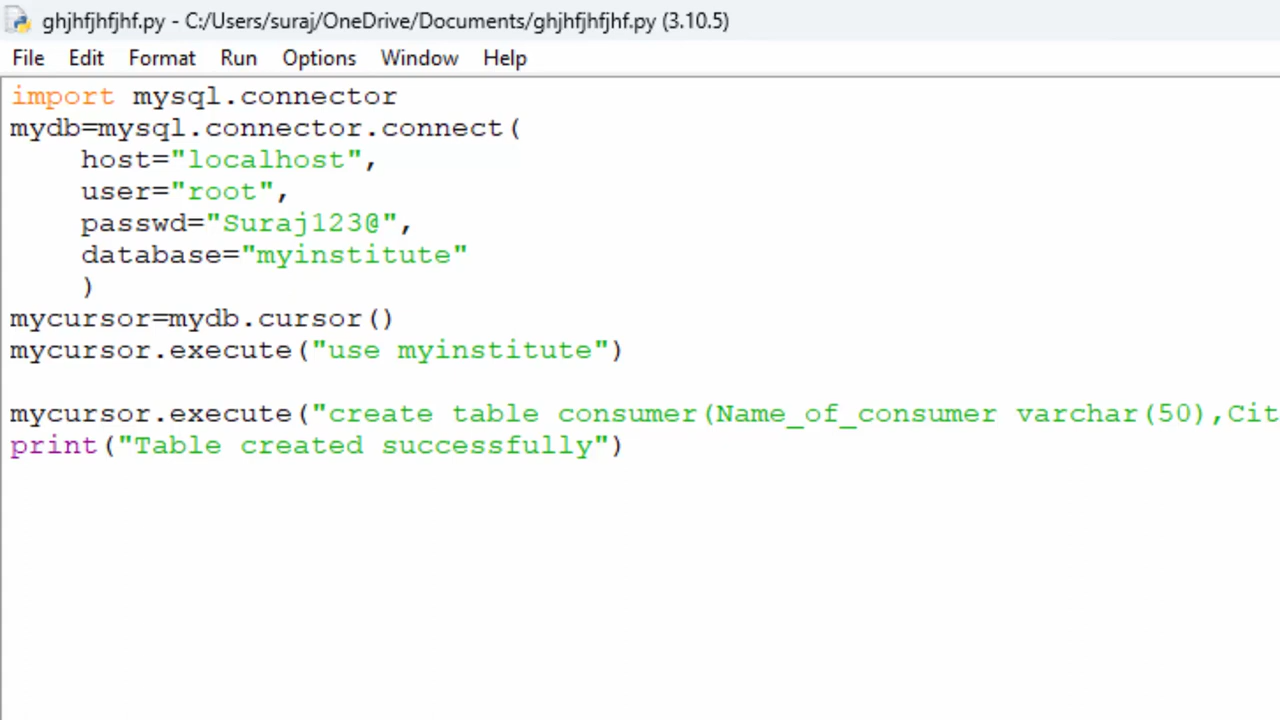 ghjhfjhfjhf.py - C:/Users/suraj/OneDrive/Documents/ghjhfjhfjhf.py (3.10.5)
File Edit Format Run Options Window Help
import mysql.connector
mydb=mysql.connector.connect(
    host="localhost",
    user="root",
    passwd="Suraj123@",
    database="myinstitute"
    )
mycursor=mydb.cursor()
mycursor.execute("use myinstitute")
mycursor.execute("create table consumer(Name_of_consumer varchar(50),Cit
print("Table created successfully")